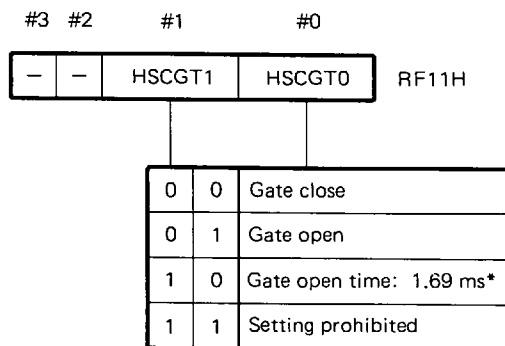 #3 #2 #1 #0
– – HSCGT1 HSCGT0 RF11H
0 0 Gate close
0 1 Gate open
1 0 Gate open time: 1.69 ms*
1 1 Setting prohibited